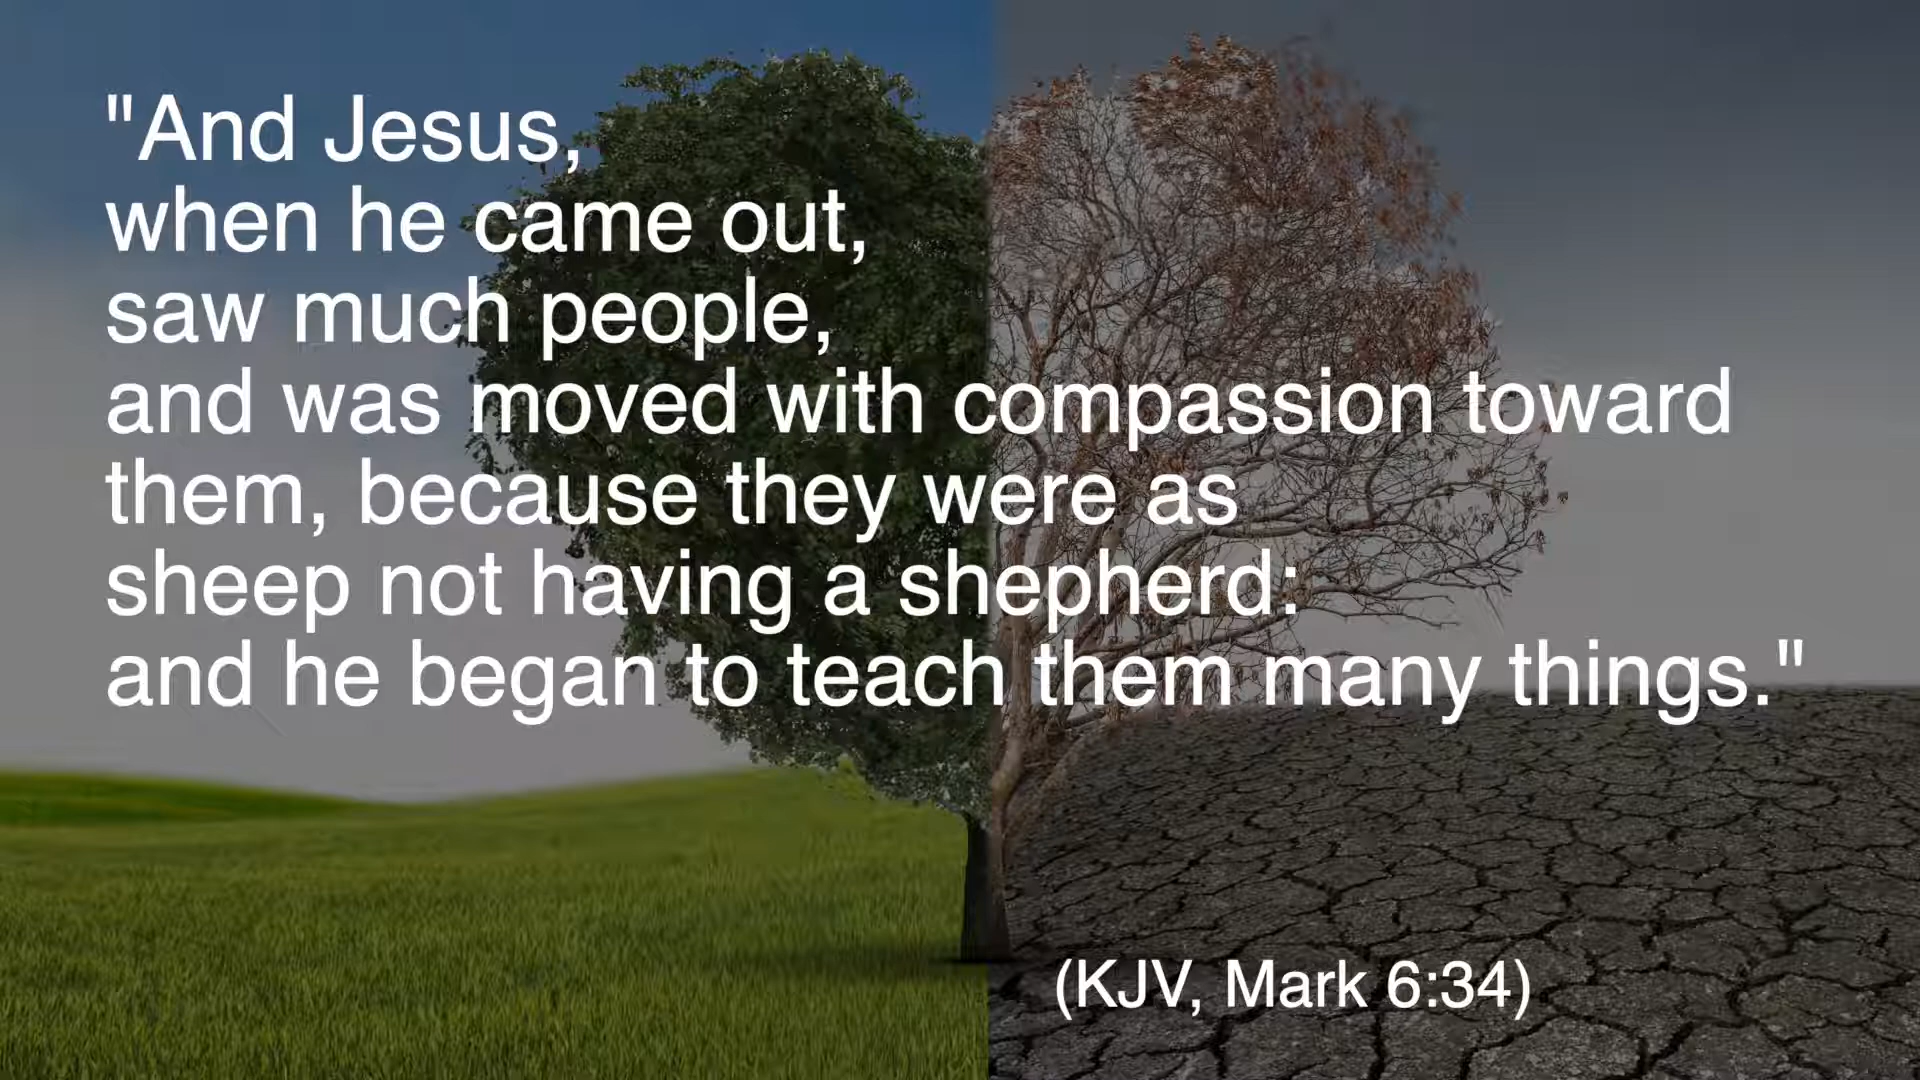 "And Jesus,
when he came out,
saw much people,
and was moved with compassion toward
them, because they were as
sheep not having a shepherd:
and he began to teach them many things."
(KJV, Mark 6:34)